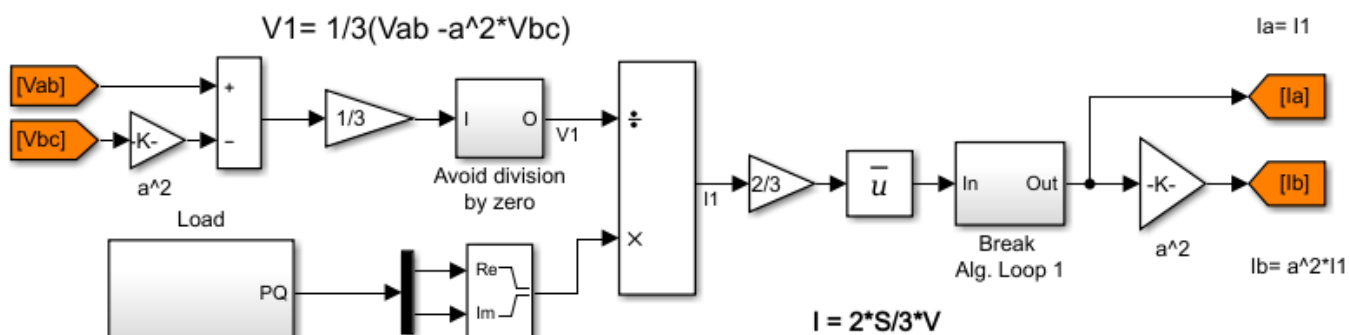 V1= 1/3(Vab -a^2*Vbc)
Ia= I1
[Vab]
+
1/3
I
O
V1
÷
[Ia]
[Vbc]
-K-
−
a^2
Avoid division
by zero
2/3
I1
u
In
Out
Break
Alg. Loop 1
-K-
a^2
[Ib]
Ib= a^2*I1
Load
PQ
Re
Im
×
I = 2*S/3*V